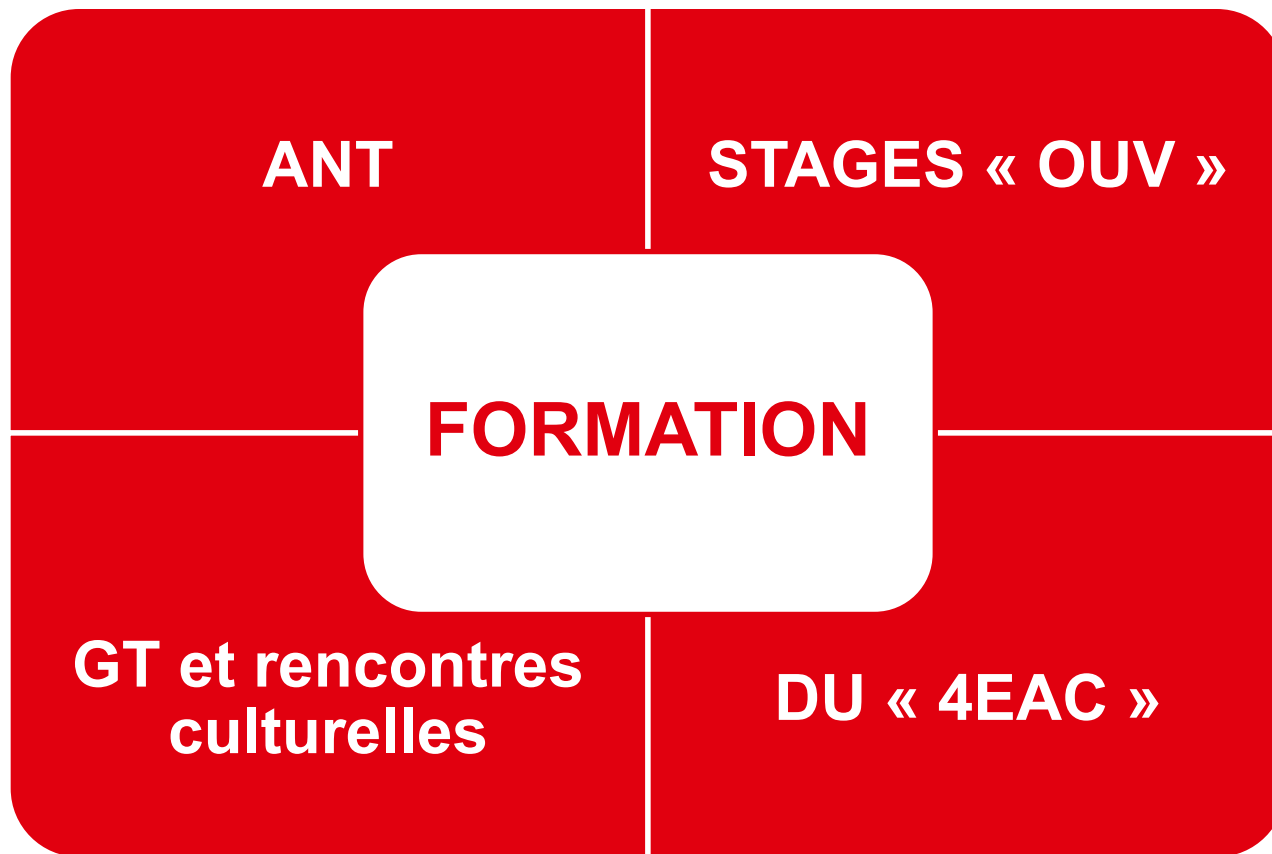 ANT
STAGES « OUV »
FORMATION
GT et rencontres
culturelles
DU « 4EAC »